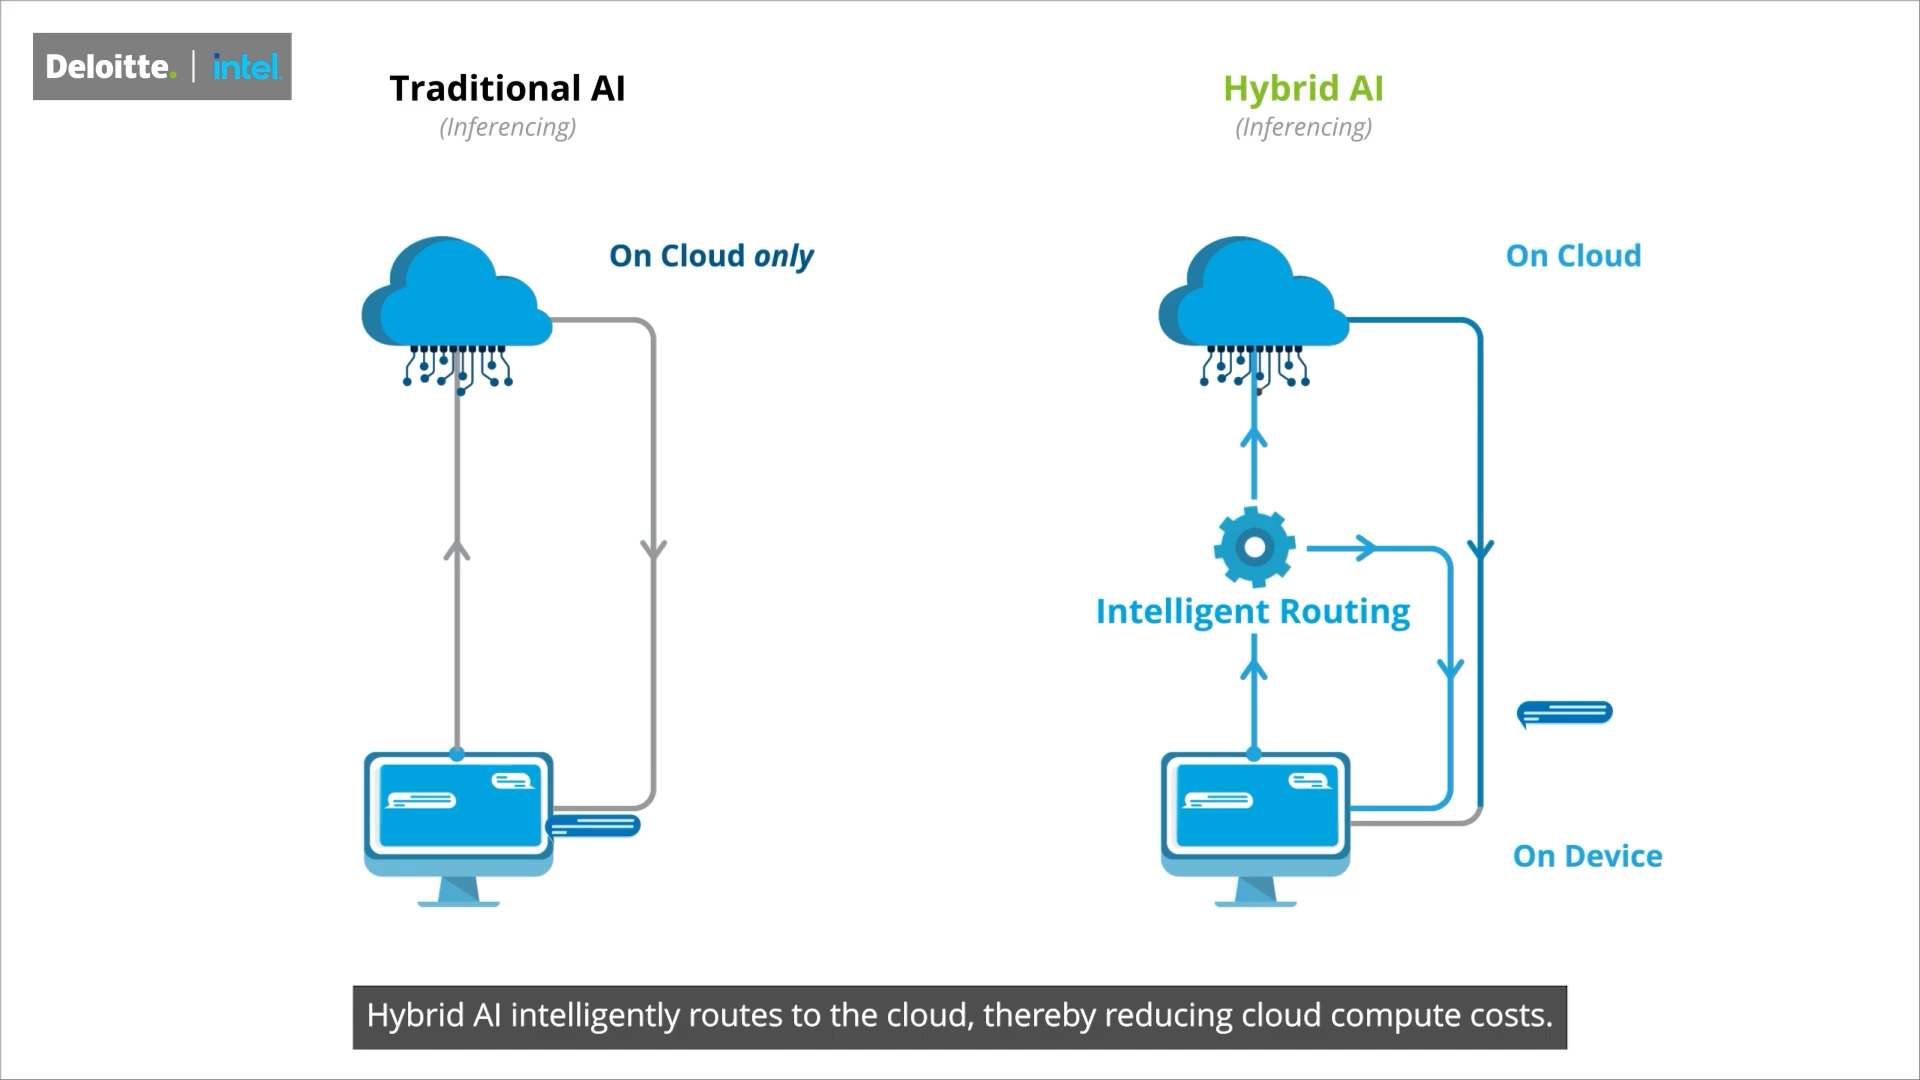 Deloitte. | intel.
Traditional AI
(Inferencing)
Hybrid AI
(Inferencing)
On Cloud only
On Cloud
Intelligent Routing
On Device
Hybrid AI intelligently routes to the cloud, thereby reducing cloud compute costs.